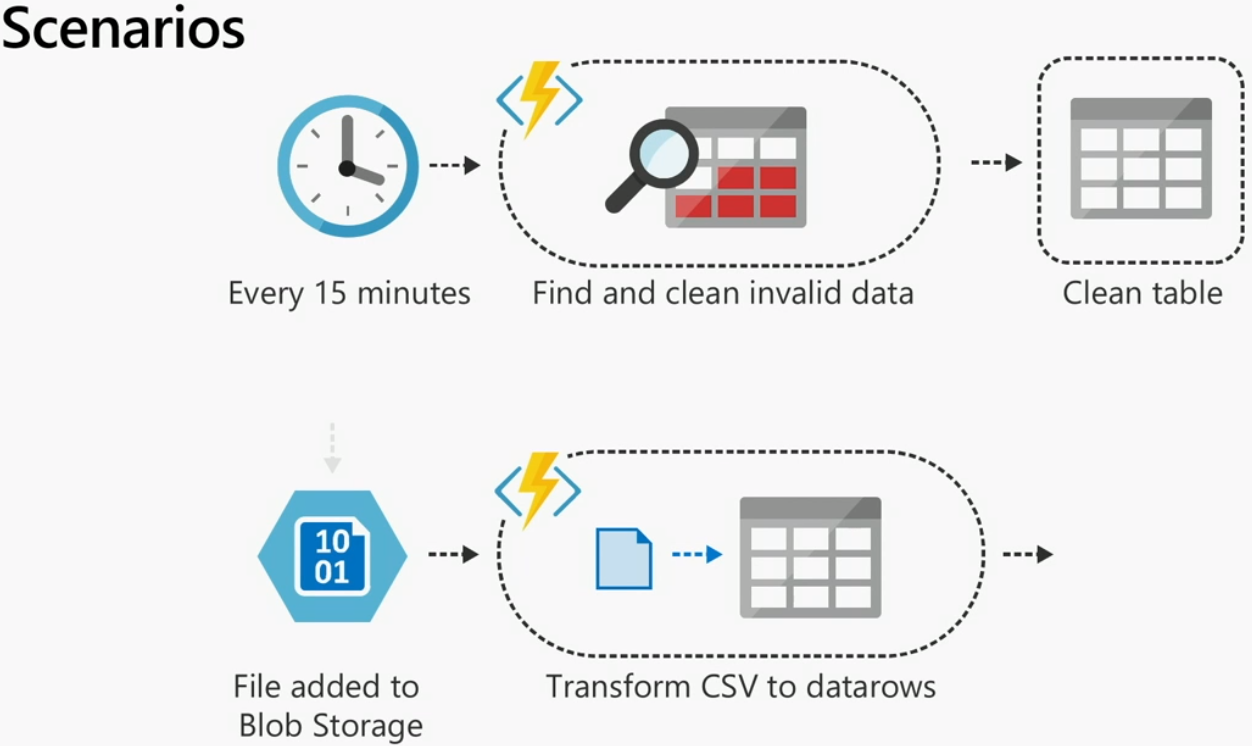 Scenarios
Every 15 minutes
Find and clean invalid data
Clean table
10
01
File added to
Blob Storage
Transform CSV to datarows